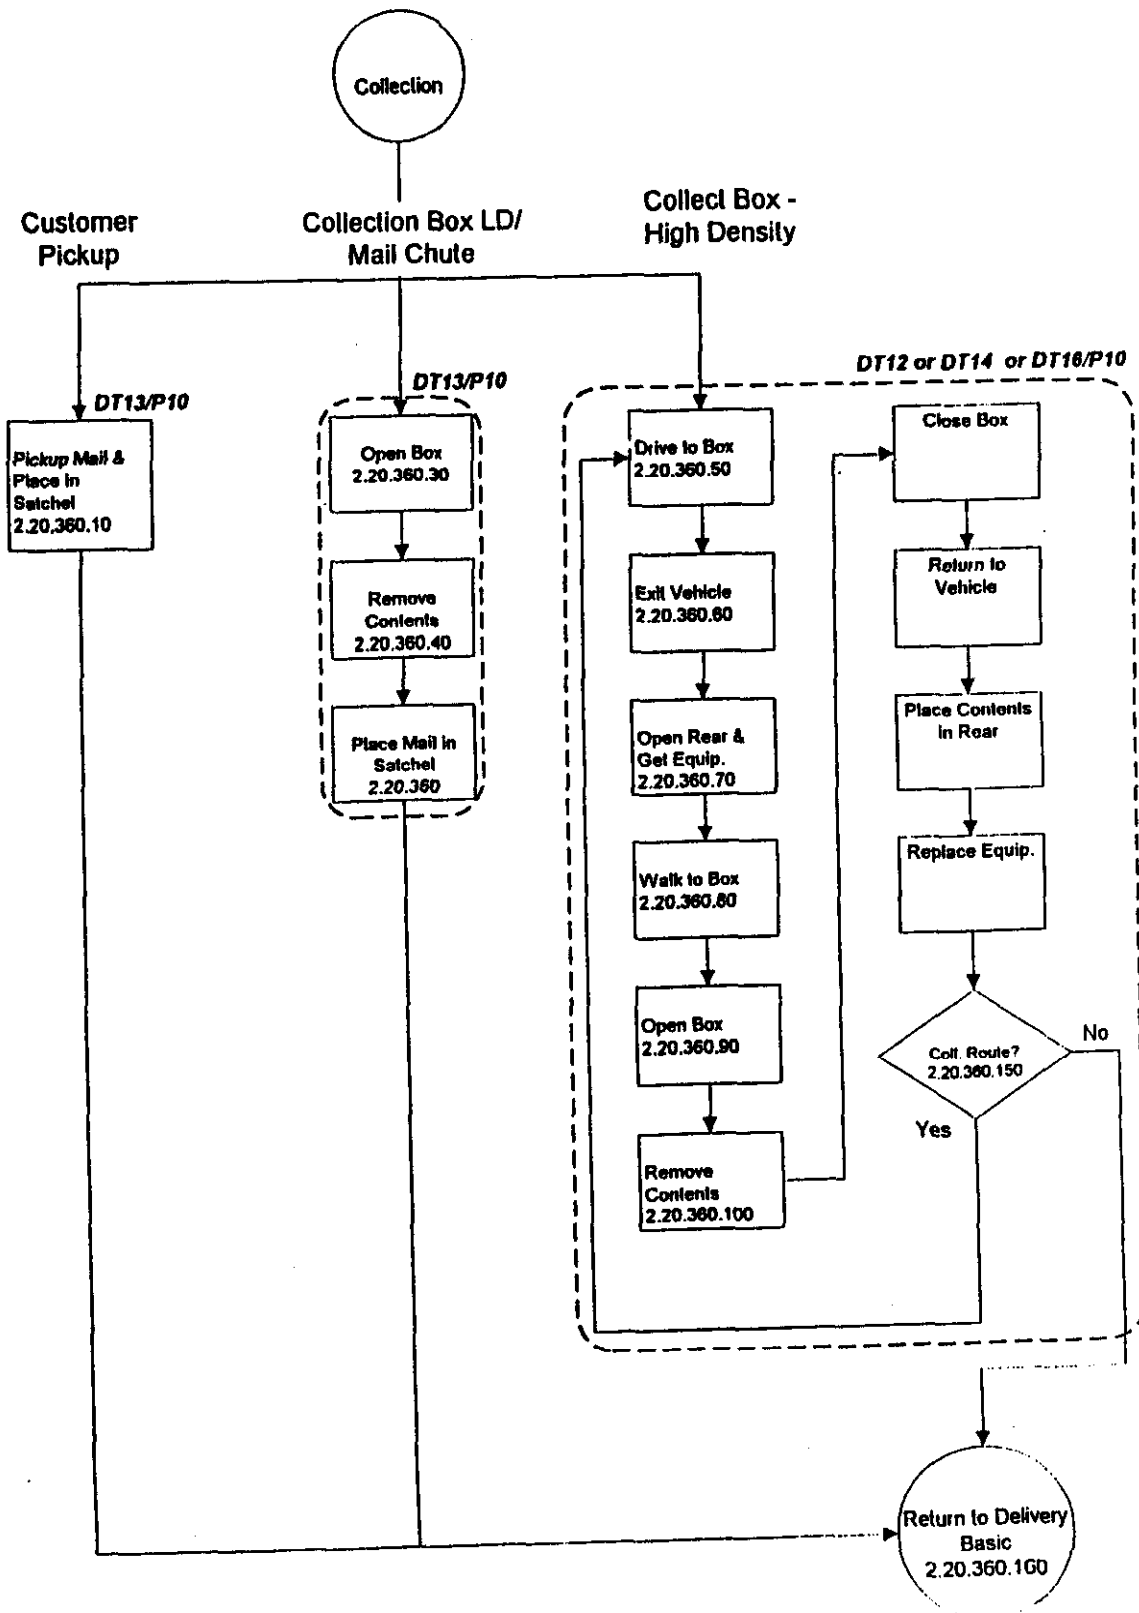 Collection
Customer
Pickup
Collection Box LD/
Mail Chute
Collect Box -
High Density
DT13/P10
Pickup Mail &
Place in
Satchel
2.20.360.10
DT13/P10
Open Box
2.20.360.30
Remove
Contents
2.20.360.40
Place Mail in
Satchel
2.20.360
DT12 or DT14 or DT16/P10
Drive to Box
2.20.360.50
Exit Vehicle
2.20.360.60
Open Rear &
Get Equip.
2.20.360.70
Walk to Box
2.20.360.80
Open Box
2.20.360.90
Remove
Contents
2.20.360.100
Close Box
Return to
Vehicle
Place Contents
in Rear
Replace Equip.
Coll. Route?
2.20.360.150
No
Yes
Return to Delivery
Basic
2.20.360.160